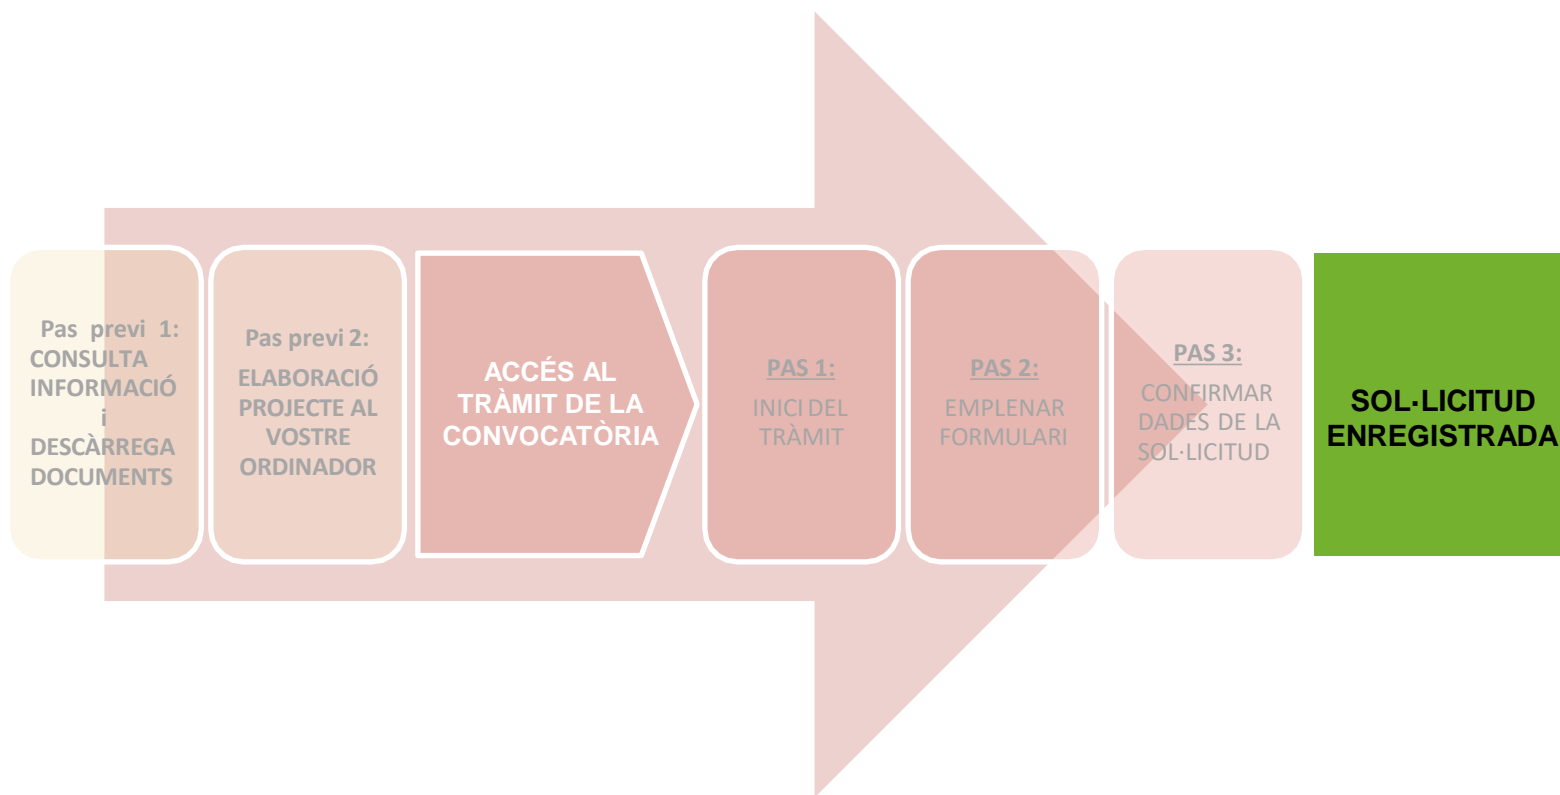 Pas previ 1:
CONSULTA
INFORMACIÓ
i
DESCÀRREGA
DOCUMENTS
Pas previ 2:
ELABORACIÓ
PROJECTE AL
VOSTRE
ORDINADOR
ACCÉS AL
TRÀMIT DE LA
CONVOCATÒRIA
PAS 1:
INICI DEL
TRÀMIT
PAS 2:
EMPLENAR
FORMULARI
PAS 3:
CONFIRMAR
DADES DE LA
SOL·LICITUD
SOL·LICITUD
ENREGISTRADA